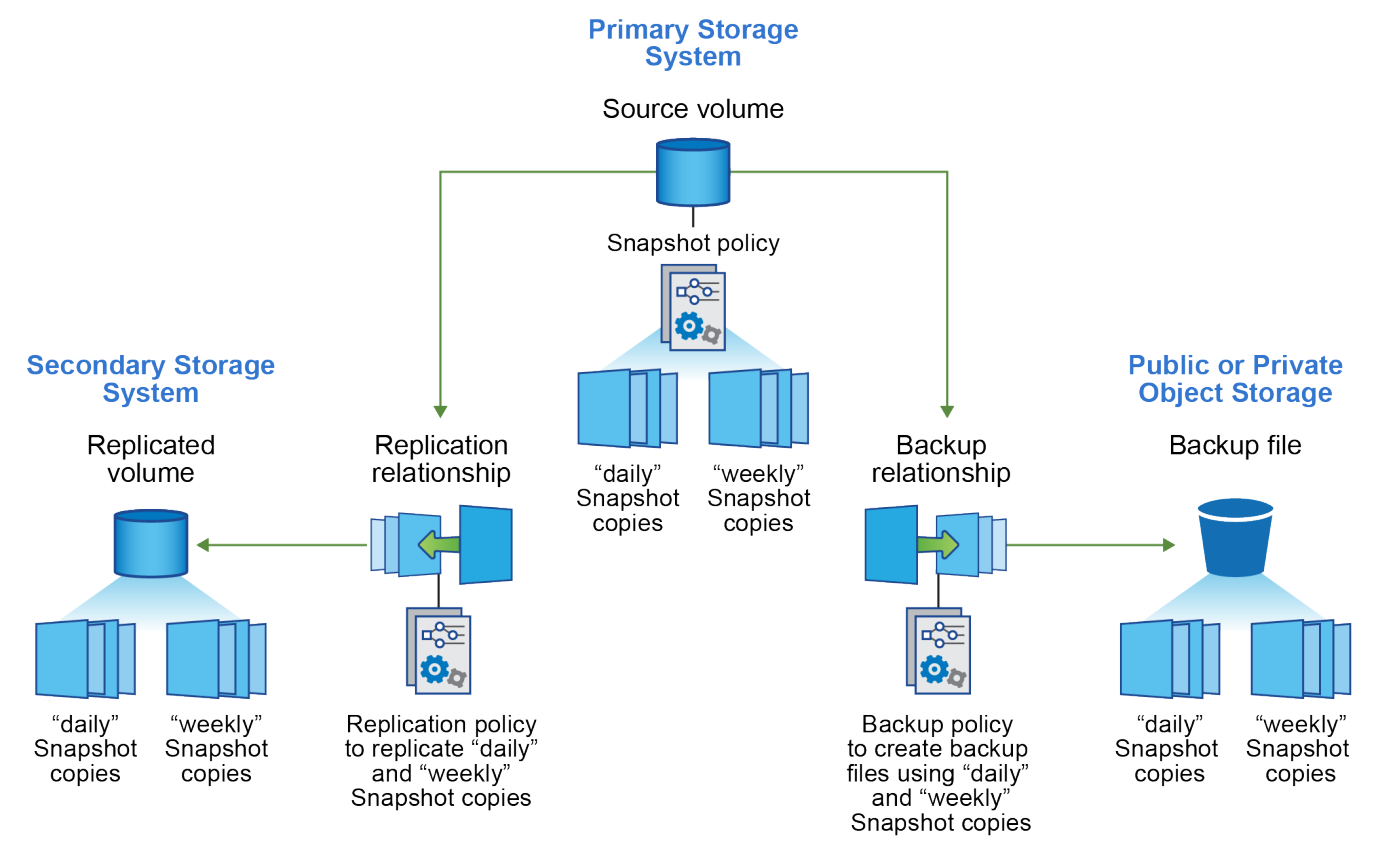 Primary Storage
System
Source volume
Snapshot policy
“daily”
Snapshot
copies
“weekly”
Snapshot
copies
Secondary Storage
System
Replicated
volume
“daily”
Snapshot
copies
“weekly”
Snapshot
copies
Replication
relationship
Replication policy
to replicate “daily”
and “weekly”
Snapshot copies
Backup
relationship
Backup policy
to create backup
files using “daily”
and “weekly”
Snapshot copies
Public or Private
Object Storage
Backup file
“daily”
Snapshot
copies
“weekly”
Snapshot
copies